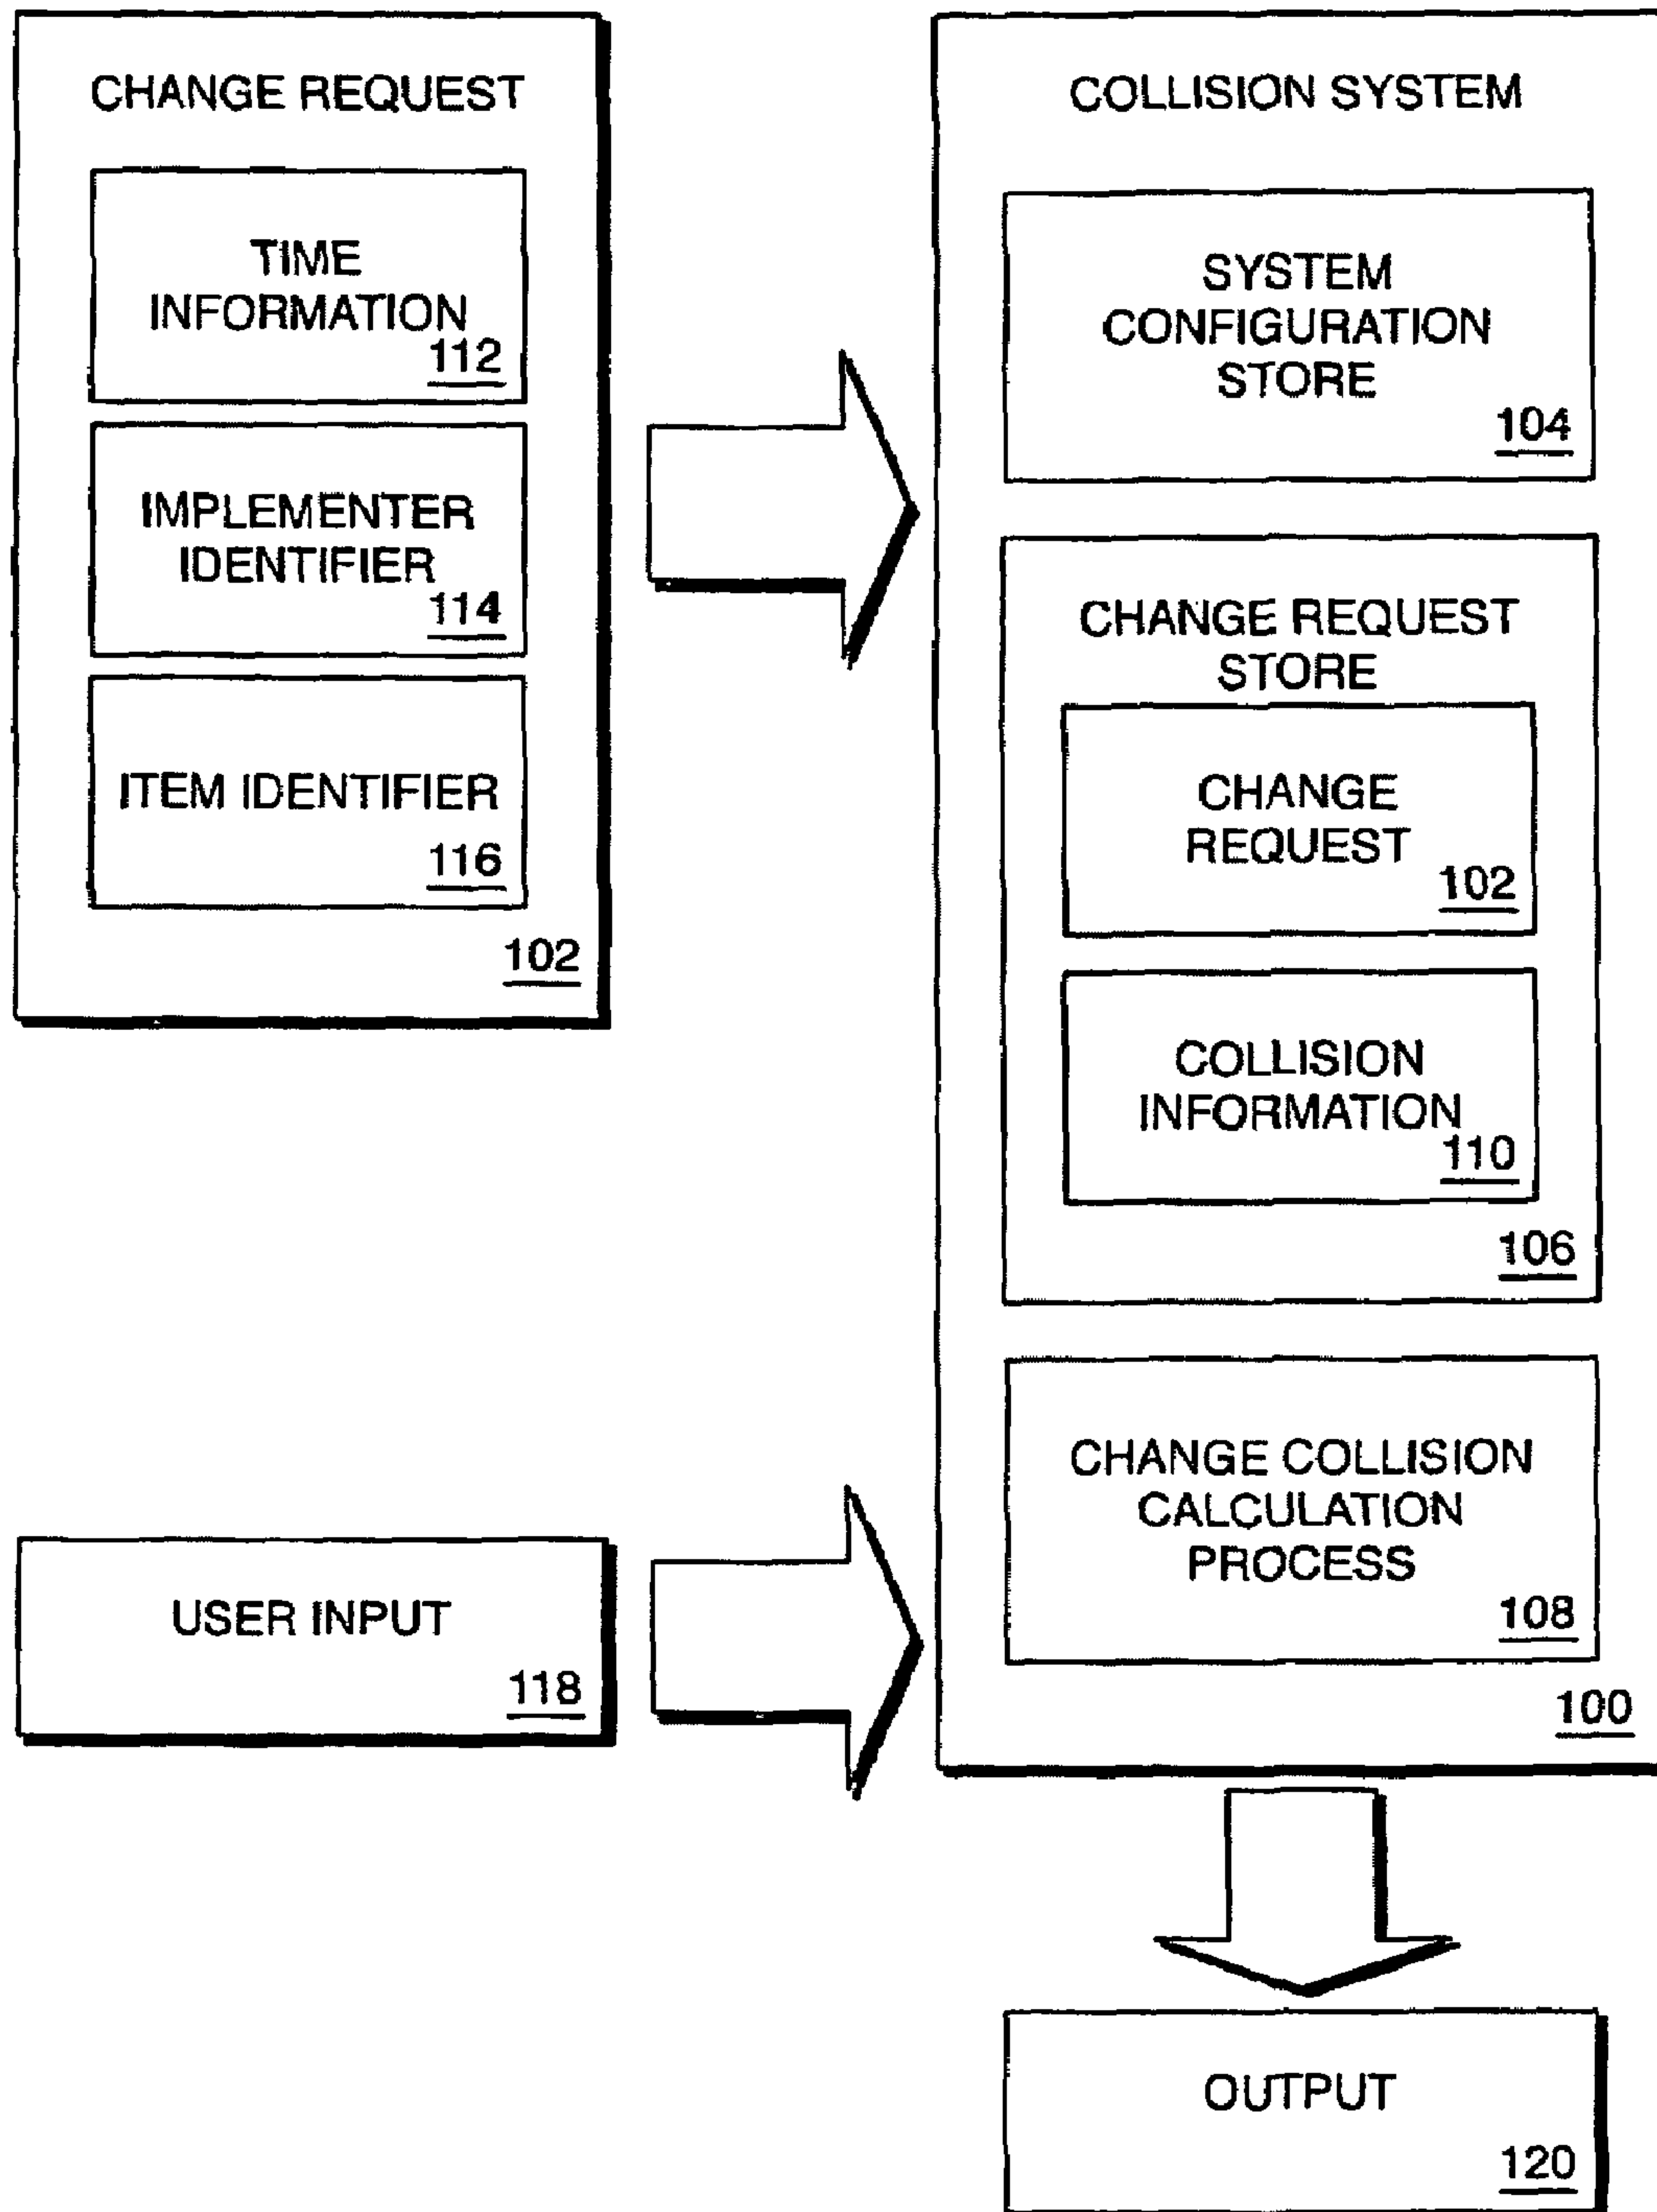 CHANGE REQUEST
TIME
INFORMATION
112
IMPLEMENTER
IDENTIFIER
114
ITEM IDENTIFIER
116
102
COLLISION SYSTEM
SYSTEM
CONFIGURATION
STORE
104
CHANGE REQUEST
STORE
CHANGE
REQUEST
102
COLLISION
INFORMATION
110
106
CHANGE COLLISION
CALCULATION
PROCESS
108
100
USER INPUT
118
OUTPUT
120